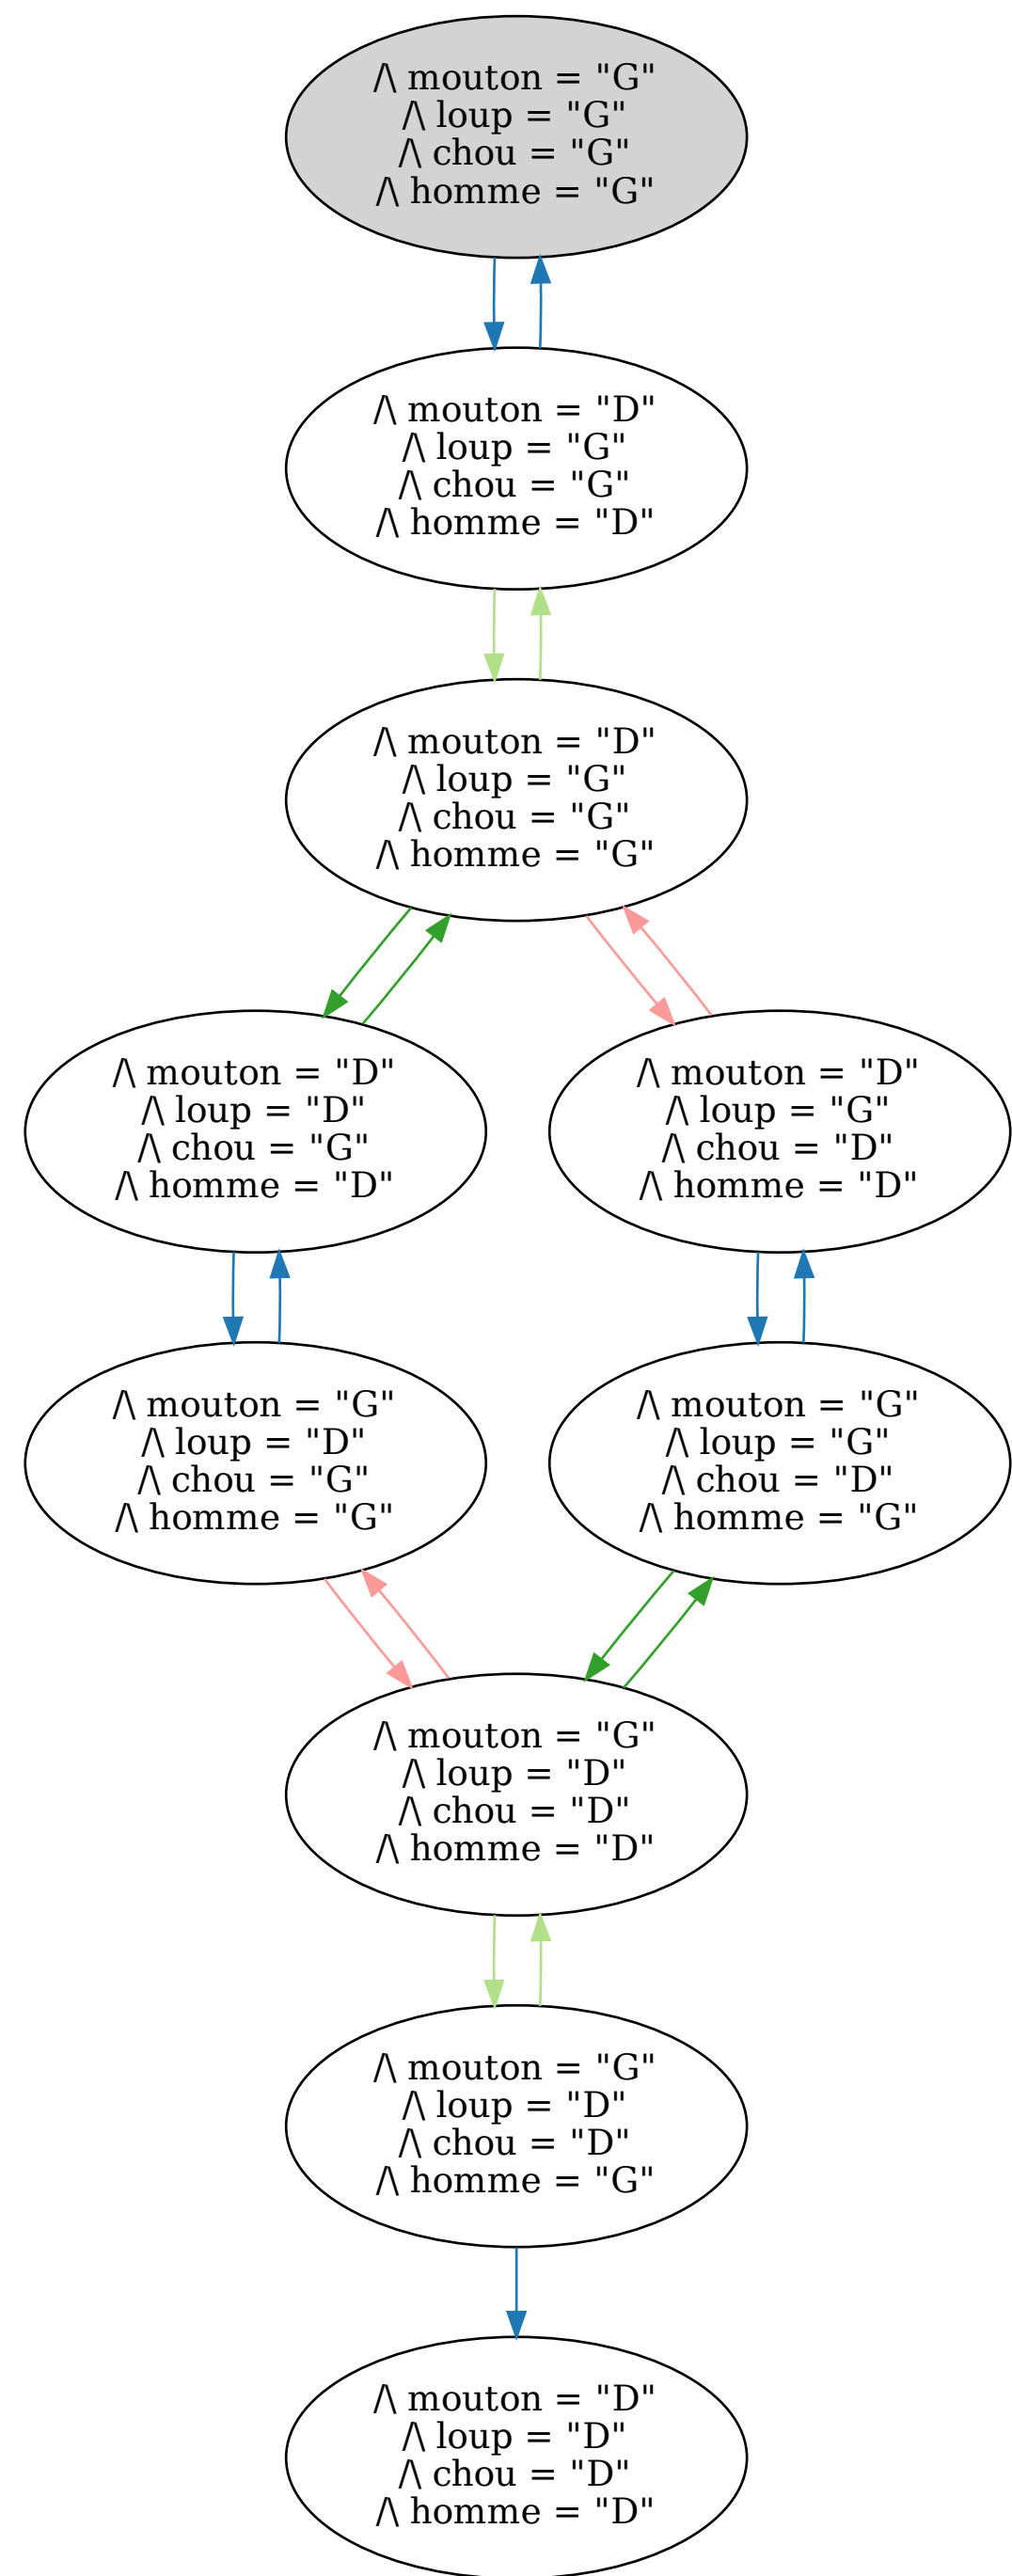 /\ mouton = "G"
/\ loup = "G"
/\ chou = "G"
/\ homme = "G"
/\ mouton = "D"
/\ loup = "G"
/\ chou = "G"
/\ homme = "D"
/\ mouton = "D"
/\ loup = "G"
/\ chou = "G"
/\ homme = "G"
/\ mouton = "D"
/\ loup = "D"
/\ chou = "G"
/\ homme = "D"
/\ mouton = "D"
/\ loup = "G"
/\ chou = "D"
/\ homme = "D"
/\ mouton = "G"
/\ loup = "D"
/\ chou = "G"
/\ homme = "G"
/\ mouton = "G"
/\ loup = "G"
/\ chou = "D"
/\ homme = "G"
/\ mouton = "G"
/\ loup = "D"
/\ chou = "D"
/\ homme = "D"
/\ mouton = "G"
/\ loup = "D"
/\ chou = "D"
/\ homme = "G"
/\ mouton = "D"
/\ loup = "D"
/\ chou = "D"
/\ homme = "D"